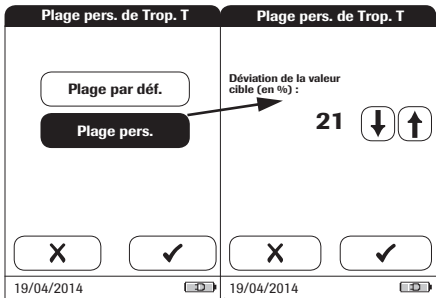 Plage pers. de Trop. T
Plage par déf.
Plage pers.
19/04/2014
Plage pers. de Trop. T
Déviation de la valeur
cible (en %) :
21
19/04/2014